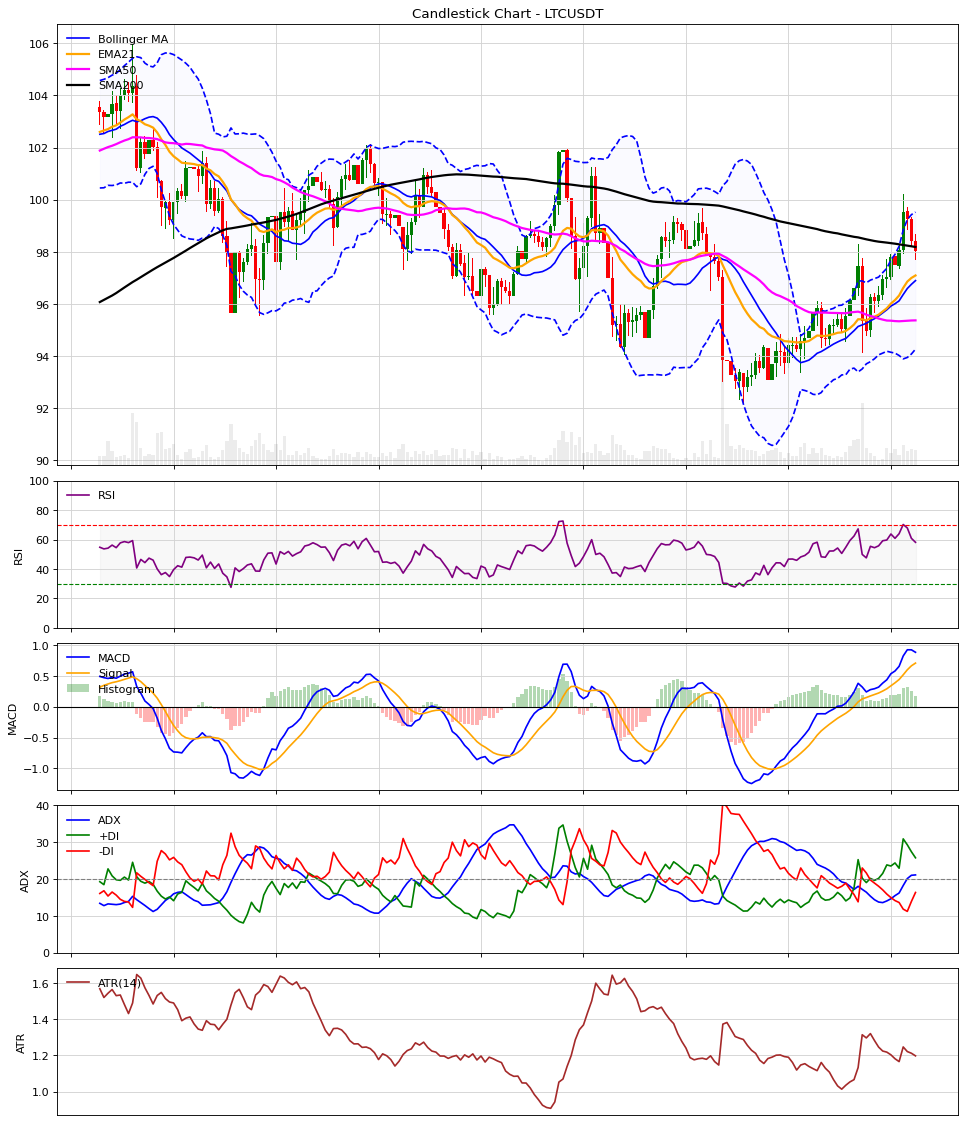 Candlestick Chart - LTCUSDT
Bollinger MA
EMA21
SMA50
SMA200
106
104
102
100
98
96
94
92
90
RSI
RSI
100
80
60
40
20
0
MACD
Signal
Histogram
MACD
1.0
0.5
0.0
−0.5
−1.0
ADX
+DI
-DI
ADX
40
30
20
10
0
ATR(14)
ATR
1.6
1.4
1.2
1.0